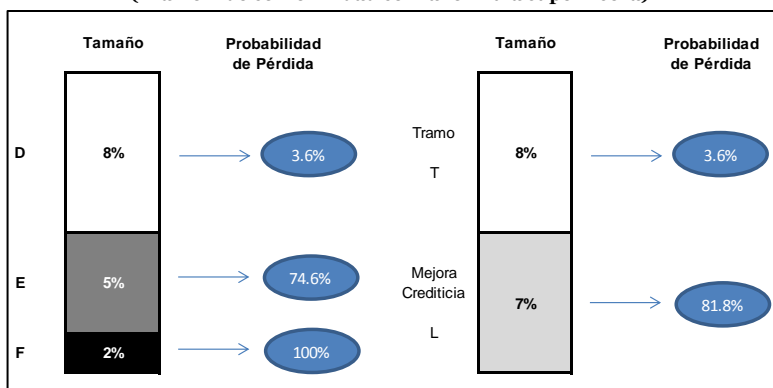 Tamaño
Probabilidad
de Pérdida
D
8%
3.6%
E
5%
74.6%
F
2%
100%
Tamaño
Probabilidad
de Pérdida
Tramo
T
8%
3.6%
Mejora
Crediticia
L
7%
81.8%